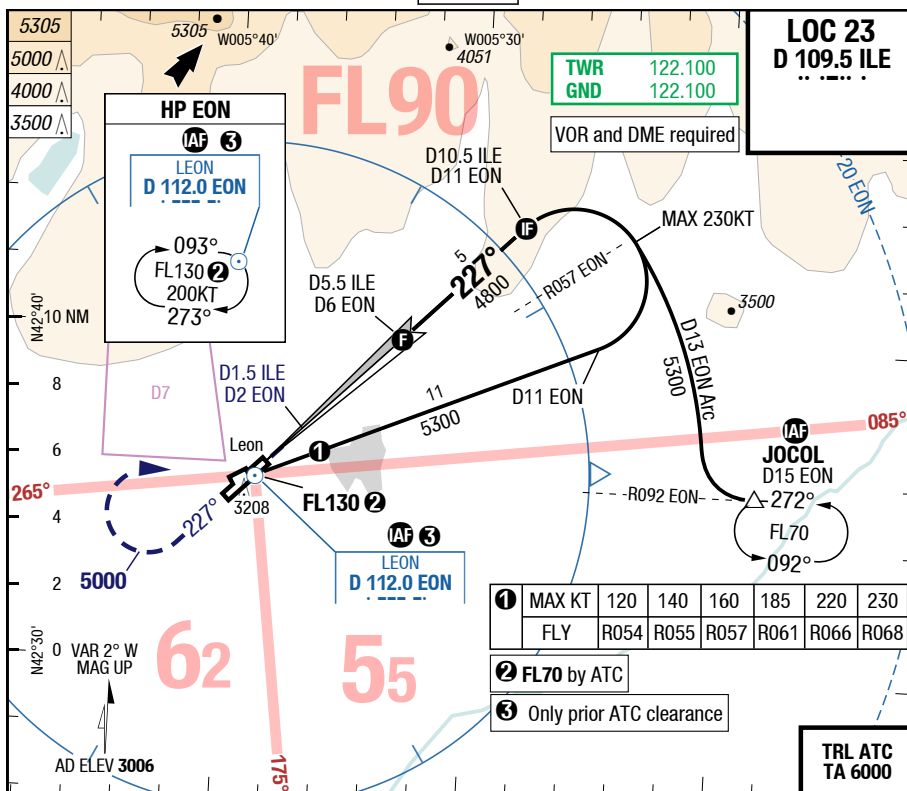 5305
5000
4000
3500
5305
W005°40'
W005°30'
4051
FL90
LOC 23
D 109.5 ILE
TWR 122.100
GND 122.100
VOR and DME required
HP EON
IAF 3
LEON
D 112.0 EON
093°
FL130 2
200KT
273°
D10.5 ILE
D11 EON
IF
MAX 230KT
20 EON
5
227°
4800
R057 EON
D5.5 ILE
D6 EON
F
3500
N42°40'
10 NM
D13 EON Arc
5300
D1.5 ILE
D2 EON
D7
8
11
5300
D11 EON
085°
6
Leon
1
IAF
JOCOL
D15 EON
265°
R092 EON
272°
4
227°
3208
FL130 2
FL70
IAF 3
LEON
D 112.0 EON
092°
5000
2
1 MAX KT 120 140 160 185 220 230
FLY R054 R055 R057 R061 R066 R068
N42°30'
0
VAR 2° W
MAG UP
62
55
2 FL70 by ATC
3 Only prior ATC clearance
AD ELEV 3006
175°
TRL ATC
TA 6000